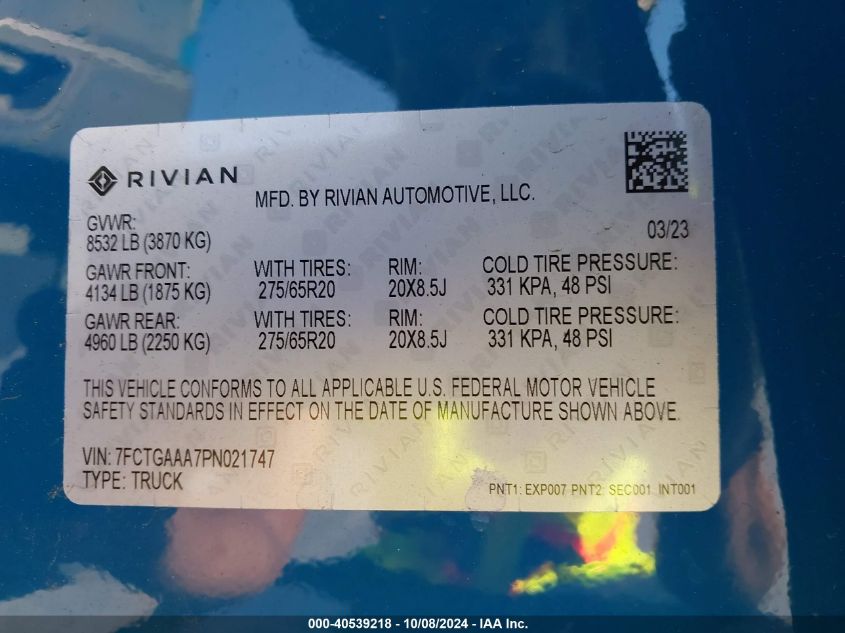 RIVIAN
MFD. BY RIVIAN AUTOMOTIVE, LLC.
GVWR:
8532 LB (3870 KG)
03/23
GAWR FRONT: WITH TIRES: RIM: COLD TIRE PRESSURE:
4134 LB (1875 KG) 275/65R20 20X8.5J 331 KPA, 48 PSI
GAWR REAR: WITH TIRES: RIM: COLD TIRE PRESSURE:
4960 LB (2250 KG) 275/65R20 20X8.5J 331 KPA, 48 PSI
THIS VEHICLE CONFORMS TO ALL APPLICABLE U.S. FEDERAL MOTOR VEHICLE
SAFETY STANDARDS IN EFFECT ON THE DATE OF MANUFACTURE SHOWN ABOVE.
VIN: 7FCTGAAA7PN021747
TYPE: TRUCK
PNT1: EXP007 PNT2: SEC001 INT001
000-40539218 - 10/08/2024 - IAA Inc.